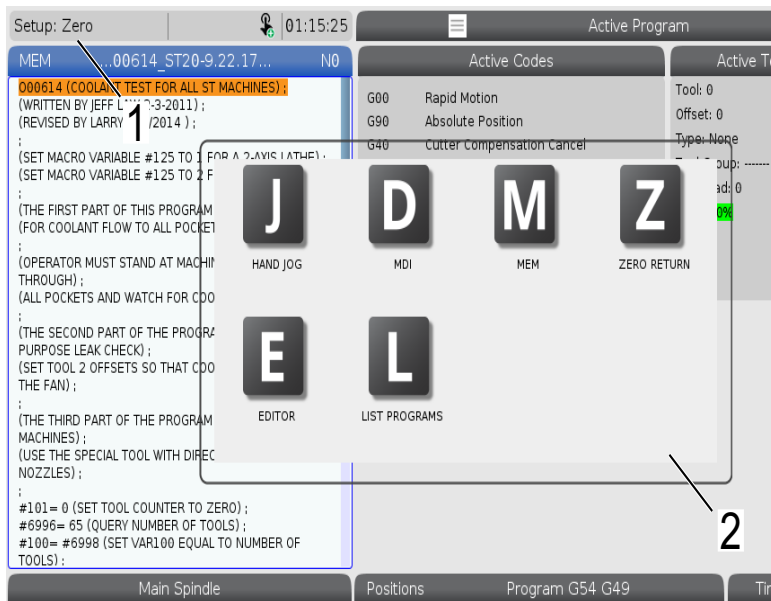 Setup: Zero
01:15:25
Active Program
MEM ...00614_ST20-9.22.17... N0
O00614 (COOLANT TEST FOR ALL ST MACHINES) ;
(WRITTEN BY JEFF L 3-2011) ;
(REVISED BY LARRY /2014 ) ;
;
(SET MACRO VARIABLE #125 TO 1 FOR A 2-AXIS LATHE) ;
(SET MACRO VARIABLE #125 TO 2 F
;
(THE FIRST PART OF THIS PROGRAM
(FOR COOLANT FLOW TO ALL POCKET
;
(OPERATOR MUST STAND AT MACHIN
THROUGH) ;
(ALL POCKETS AND WATCH FOR COO
;
(THE SECOND PART OF THE PROGRA
PURPOSE LEAK CHECK) ;
(SET TOOL 2 OFFSETS SO THAT COO
THE FAN) ;
;
(THE THIRD PART OF THE PROGRAM
MACHINES) ;
(USE THE SPECIAL TOOL WITH DIREC
NOZZLES) ;
;
#101= 0 (SET TOOL COUNTER TO ZERO) ;
#6996= 65 (QUERY NUMBER OF TOOLS) ;
#100= #6998 (SET VAR100 EQUAL TO NUMBER OF
TOOLS) ;
1
Active Codes
G00 Rapid Motion
G90 Absolute Position
G40 Cutter Compensation Cancel
Active T
Tool: 0
Offset: 0
Type: None
oup: -------
ad: 0
0%
J D M Z
HAND JOG MDI MEM ZERO RETURN
E L
EDITOR LIST PROGRAMS
2
Main Spindle
Positions Program G54 G49
Ti